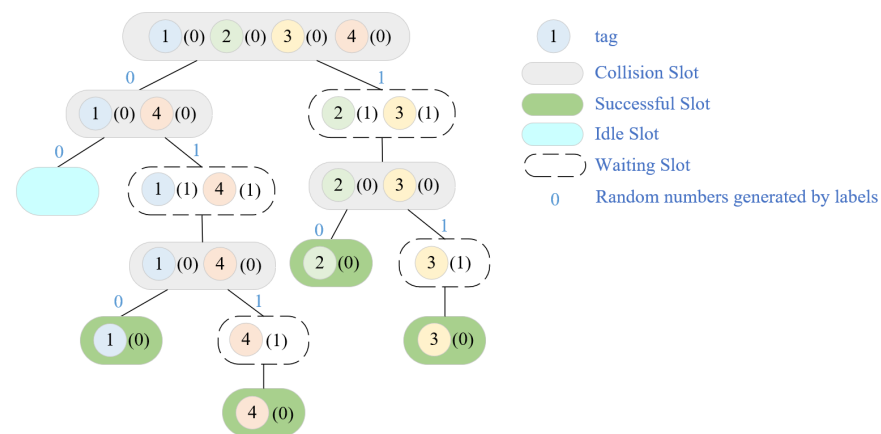 1 (0) 2 (0) 3 (0) 4 (0)
0 1
1 (0) 4 (0)
2 (1) 3 (1)
0 1
1 (1) 4 (1)
2 (0) 3 (0)
0 1
1 (0) 4 (0)
2 (0)
3 (1)
0 1
1 (0)
4 (1)
3 (0)
4 (0)
1 tag
Collision Slot
Successful Slot
Idle Slot
Waiting Slot
0 Random numbers generated by labels